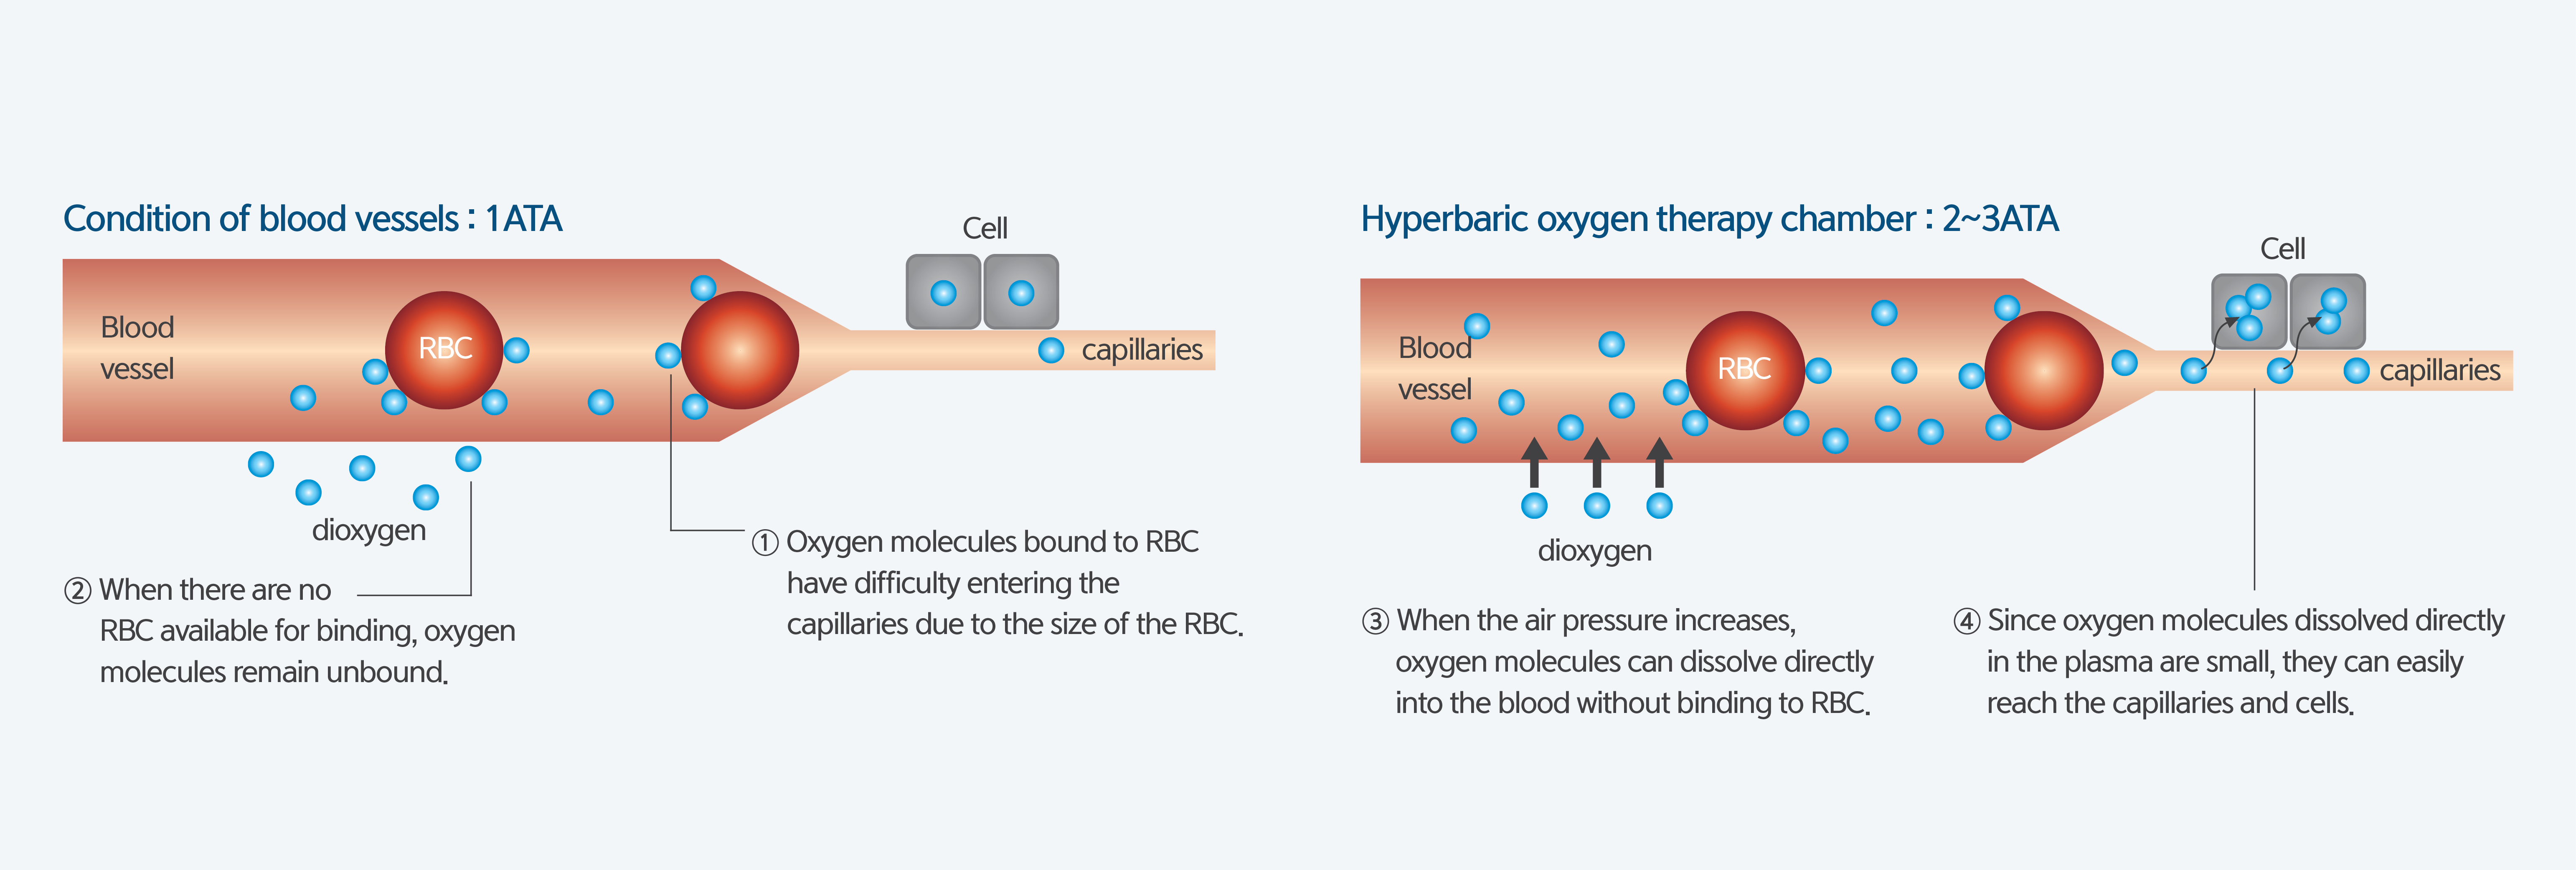 Condition of blood vessels : 1ATA
Cell
Blood
vessel
RBC
capillaries
dioxygen
① Oxygen molecules bound to RBC
have difficulty entering the
capillaries due to the size of the RBC.
② When there are no
RBC available for binding, oxygen
molecules remain unbound.
Hyperbaric oxygen therapy chamber : 2~3ATA
Cell
Blood
vessel
RBC
capillaries
dioxygen
③ When the air pressure increases,
oxygen molecules can dissolve directly
into the blood without binding to RBC.
④ Since oxygen molecules dissolved directly
in the plasma are small, they can easily
reach the capillaries and cells.